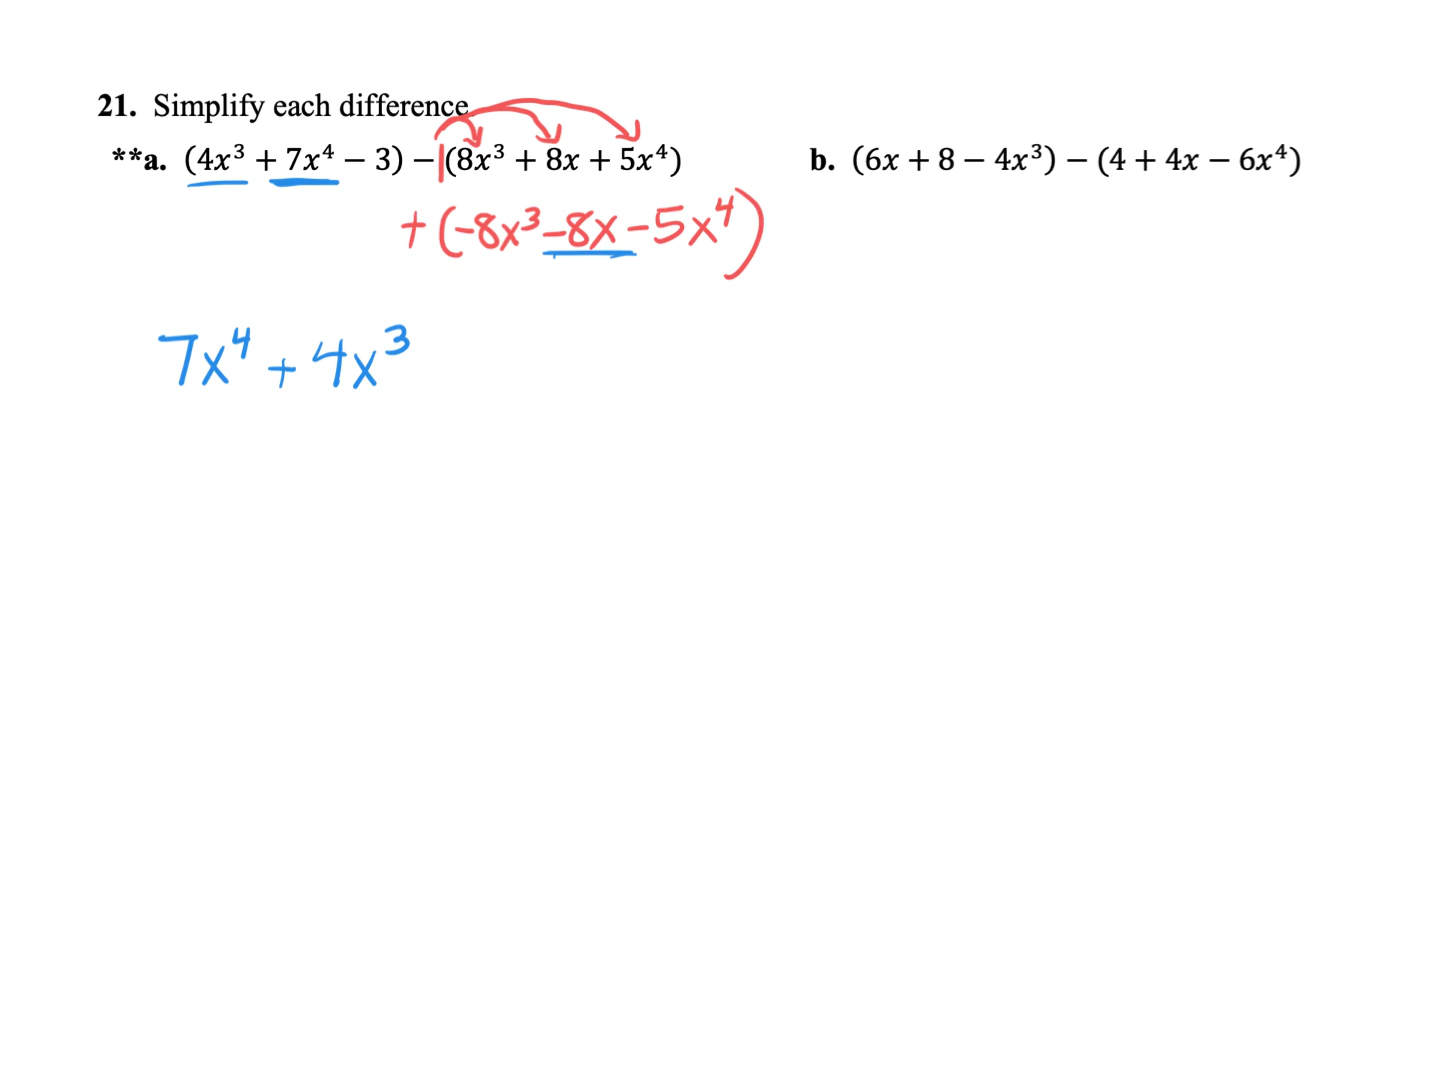 21. Simplify each difference
**a. (4x³ + 7x⁴ − 3) − 1(8x³ + 8x + 5x⁴)
b. (6x + 8 − 4x³) − (4 + 4x − 6x⁴)
+ (-8x³ -8x -5x⁴)
7x⁴ + 4x³